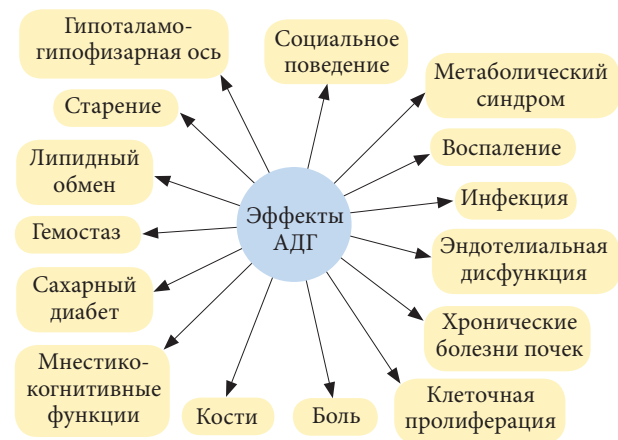 Гипоталамо-
гипофизарная ось
Социальное
поведение
Метаболический
синдром
Старение
Воспаление
Липидный
обмен
Инфекция
Эффекты
АДГ
Гемостаз
Эндотелиальная
дисфункция
Сахарный
диабет
Хронические
болезни почек
Мнестико-
когнитивные
функции
Кости
Боль
Клеточная
пролиферация